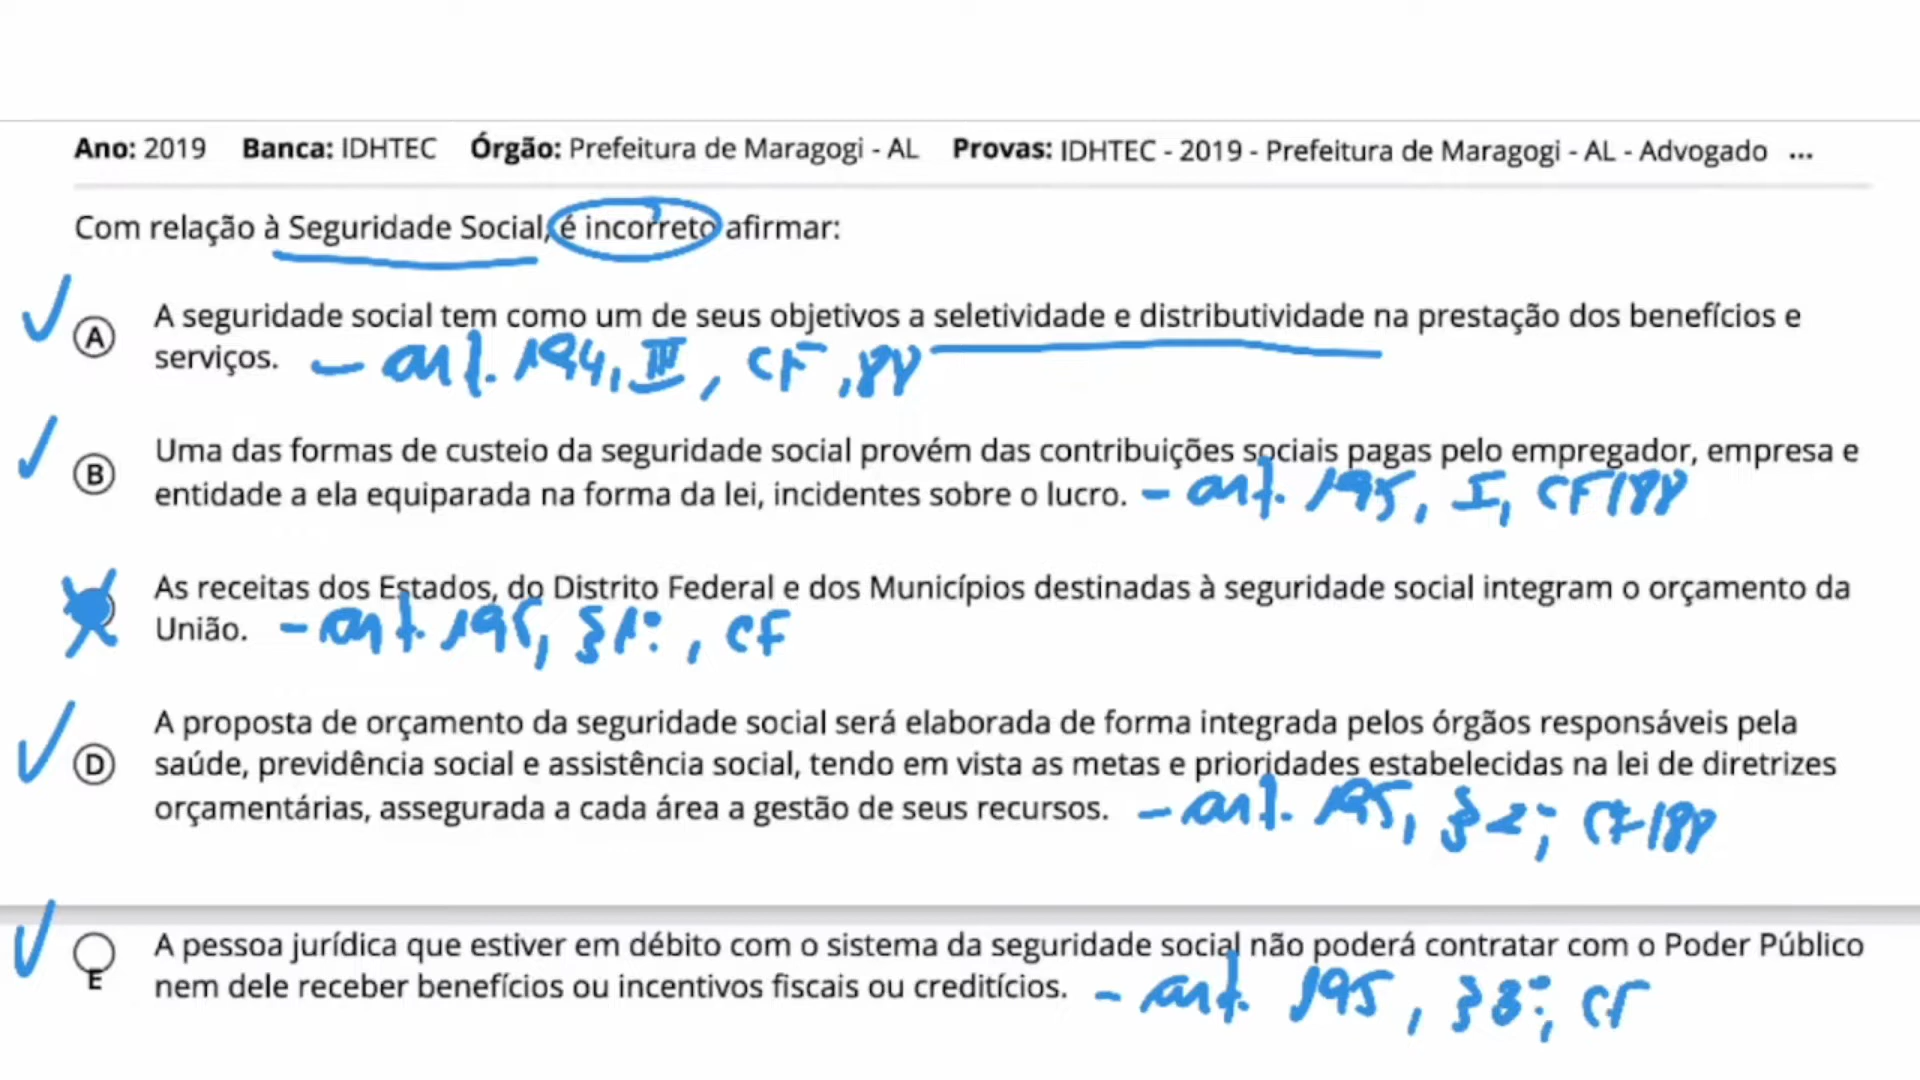 Ano: 2019 Banca: IDHTEC Órgão: Prefeitura de Maragogi - AL Provas: IDHTEC - 2019 - Prefeitura de Maragogi - AL - Advogado ...
Com relação à Seguridade Social, é incorreto afirmar:
A A seguridade social tem como um de seus objetivos a seletividade e distributividade na prestação dos benefícios e
serviços. - art. 194, III, CF, 88
B Uma das formas de custeio da seguridade social provém das contribuições sociais pagas pelo empregador, empresa e
entidade a ela equiparada na forma da lei, incidentes sobre o lucro. - art. 195, I, CF/88
As receitas dos Estados, do Distrito Federal e dos Municípios destinadas à seguridade social integram o orçamento da
União. - art. 195, §1º, CF
D A proposta de orçamento da seguridade social será elaborada de forma integrada pelos órgãos responsáveis pela
saúde, previdência social e assistência social, tendo em vista as metas e prioridades estabelecidas na lei de diretrizes
orçamentárias, assegurada a cada área a gestão de seus recursos. - art. 195, §2º, CF/88
E A pessoa jurídica que estiver em débito com o sistema da seguridade social não poderá contratar com o Poder Público
nem dele receber benefícios ou incentivos fiscais ou creditícios. - art. 195, §3º, CF